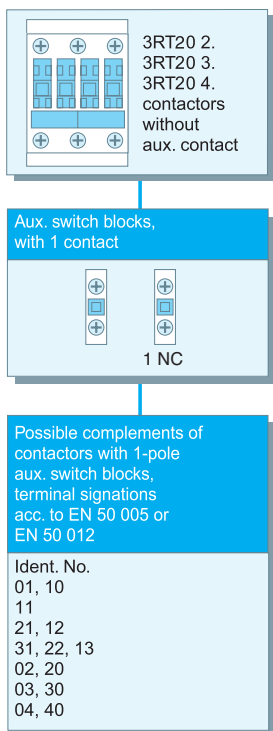 3RT20 2.
3RT20 3.
3RT20 4.
contactors
without
aux. contact
Aux. switch blocks,
with 1 contact
1 NC
Possible complements of
contactors with 1-pole
aux. switch blocks,
terminal signations
acc. to EN 50 005 or
EN 50 012
Ident. No.
01, 10
11
21, 12
31, 22, 13
02, 20
03, 30
04, 40